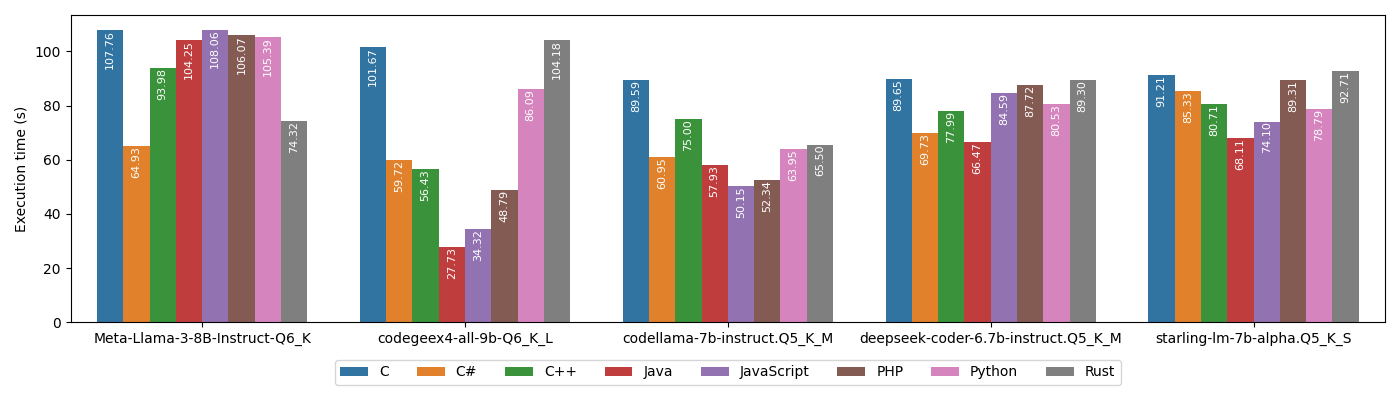 Execution time (s)
100
80
60
40
20
0
107.76 64.93 93.98 104.25 108.06 106.07 105.39 74.32
101.67 59.72 56.43 27.73 34.32 48.79 86.09 104.18
89.59 60.95 75.00 57.93 50.15 52.34 63.95 65.50
89.65 69.73 77.99 66.47 84.59 87.72 80.53 89.30
91.21 85.33 80.71 68.11 74.10 89.31 78.79 92.71
Meta-Llama-3-8B-Instruct-Q6_K codegeex4-all-9b-Q6_K_L codellama-7b-instruct.Q5_K_M deepseek-coder-6.7b-instruct.Q5_K_M starling-lm-7b-alpha.Q5_K_S
C C# C++ Java JavaScript PHP Python Rust